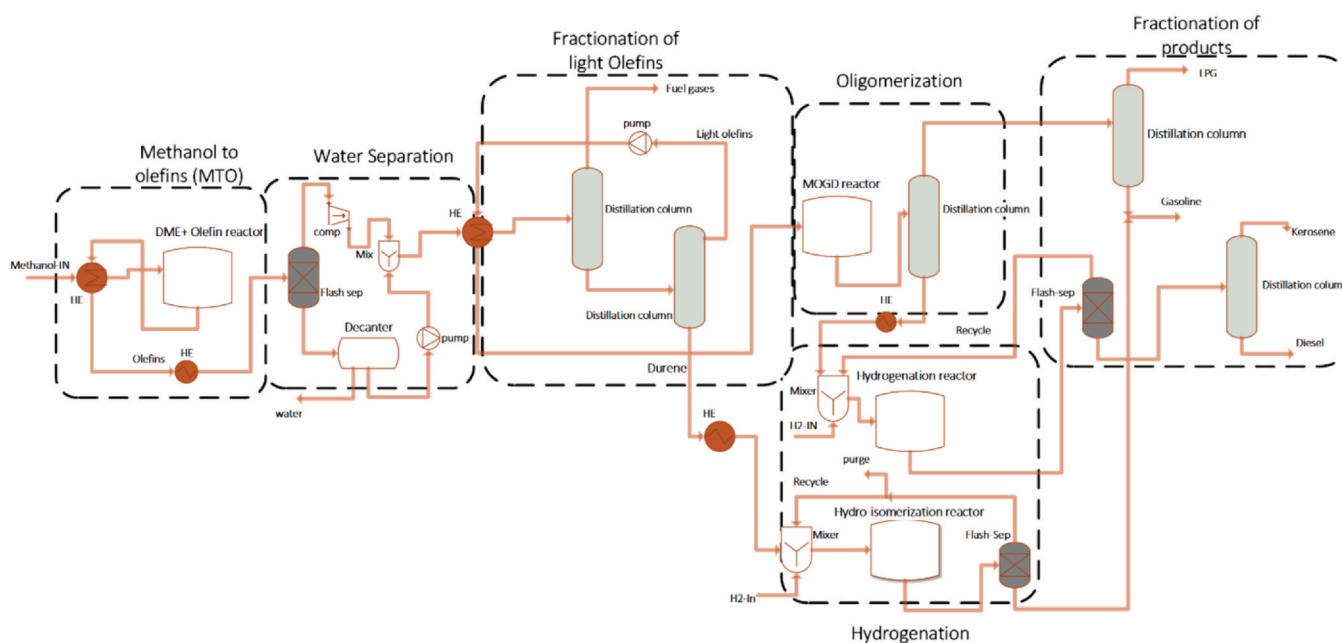 Fractionation of
light Olefins
Fractionation of
products
Oligomerization
Methanol to
olefins (MTO)
Water Separation
Fuel gases
pump
Light olefins
LPG
Distillation column
MOGD reactor
Distillation column
Gasoline
Kerosene
Distillation column
Diesel
DME+ Olefin reactor
Methanol-IN
HE
Olefins
HE
comp
Mix
HE
Flash sep
Decanter
pump
water
Distillation column
Distillation column
Durene
HE
HE
Recycle
Flash-sep
Mixer
Hydrogenation reactor
H2-IN
purge
Recycle
Hydro-isomerization reactor
Mixer
Flash-Sep
H2-In
Hydrogenation